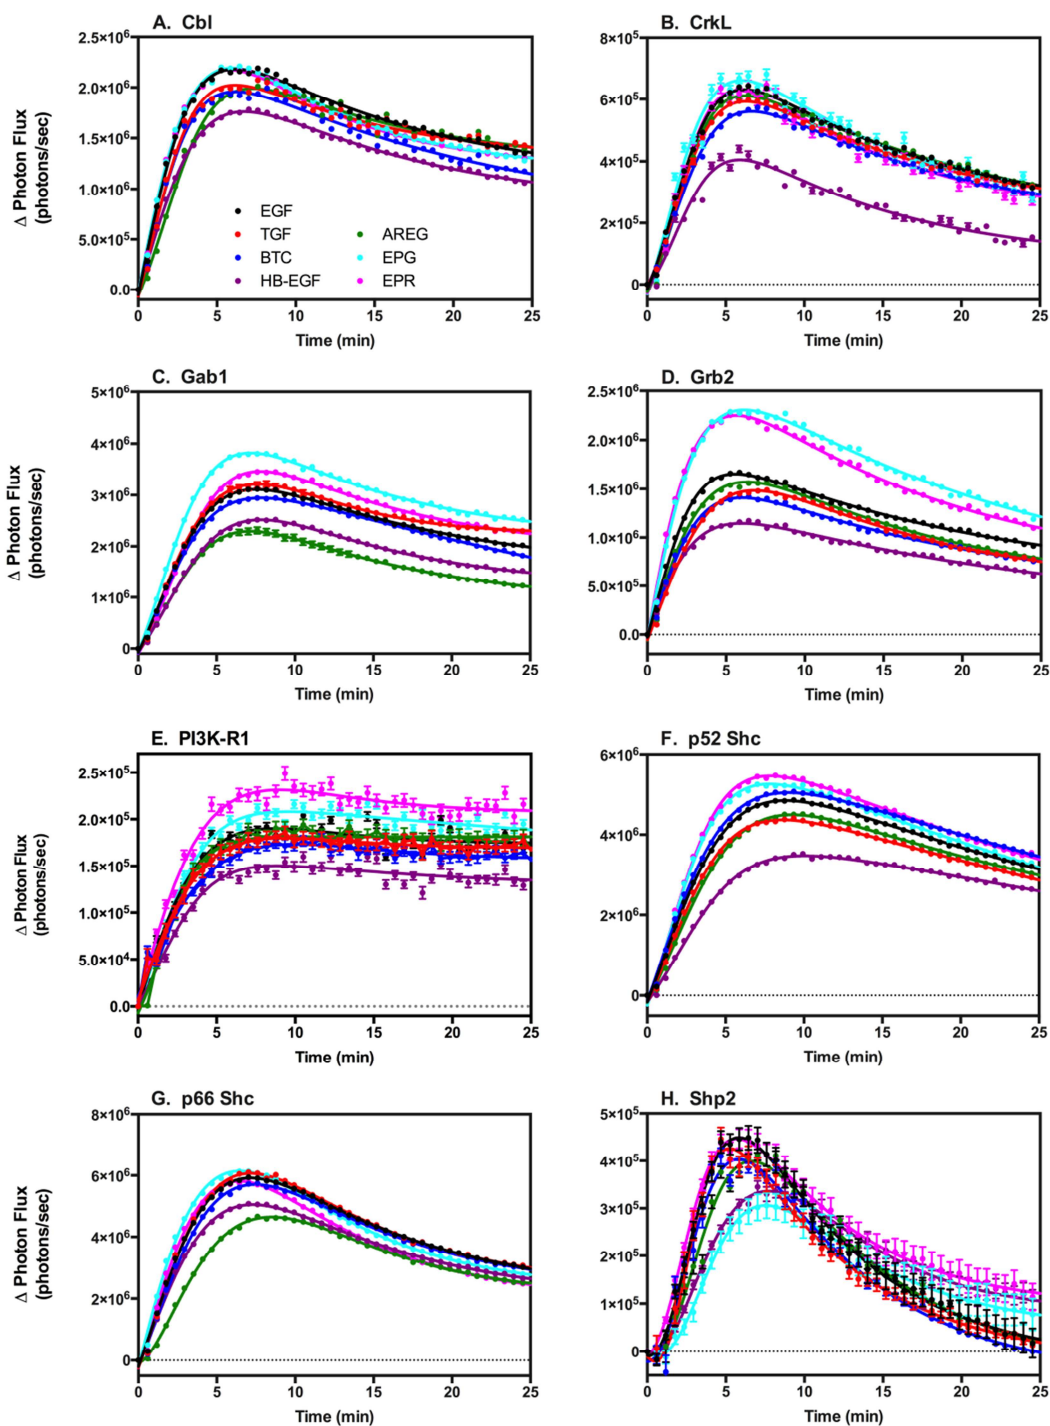 A. Cbl
2.5×10⁶
2.0×10⁶
1.5×10⁶
1.0×10⁶
5.0×10⁵
0.0
Δ Photon Flux
(photons/sec)
EGF
TGF
BTC
HB-EGF
AREG
EPG
EPR
0 5 10 15 20 25
Time (min)
B. CrkL
8×10⁵
6×10⁵
4×10⁵
2×10⁵
0
0 5 10 15 20 25
Time (min)
C. Gab1
5×10⁶
4×10⁶
3×10⁶
2×10⁶
1×10⁶
0
Δ Photon Flux
(photons/sec)
0 5 10 15 20 25
Time (min)
D. Grb2
2.5×10⁶
2.0×10⁶
1.5×10⁶
1.0×10⁶
5.0×10⁵
0.0
0 5 10 15 20 25
Time (min)
E. PI3K-R1
2.5×10⁵
2.0×10⁵
1.5×10⁵
1.0×10⁵
5.0×10⁴
0.0
Δ Photon Flux
(photons/sec)
0 5 10 15 20 25
Time (min)
F. p52 Shc
6×10⁶
4×10⁶
2×10⁶
0
0 5 10 15 20 25
Time (min)
G. p66 Shc
8×10⁶
6×10⁶
4×10⁶
2×10⁶
0
Δ Photon Flux
(photons/sec)
0 5 10 15 20 25
Time (min)
H. Shp2
5×10⁵
4×10⁵
3×10⁵
2×10⁵
1×10⁵
0
0 5 10 15 20 25
Time (min)